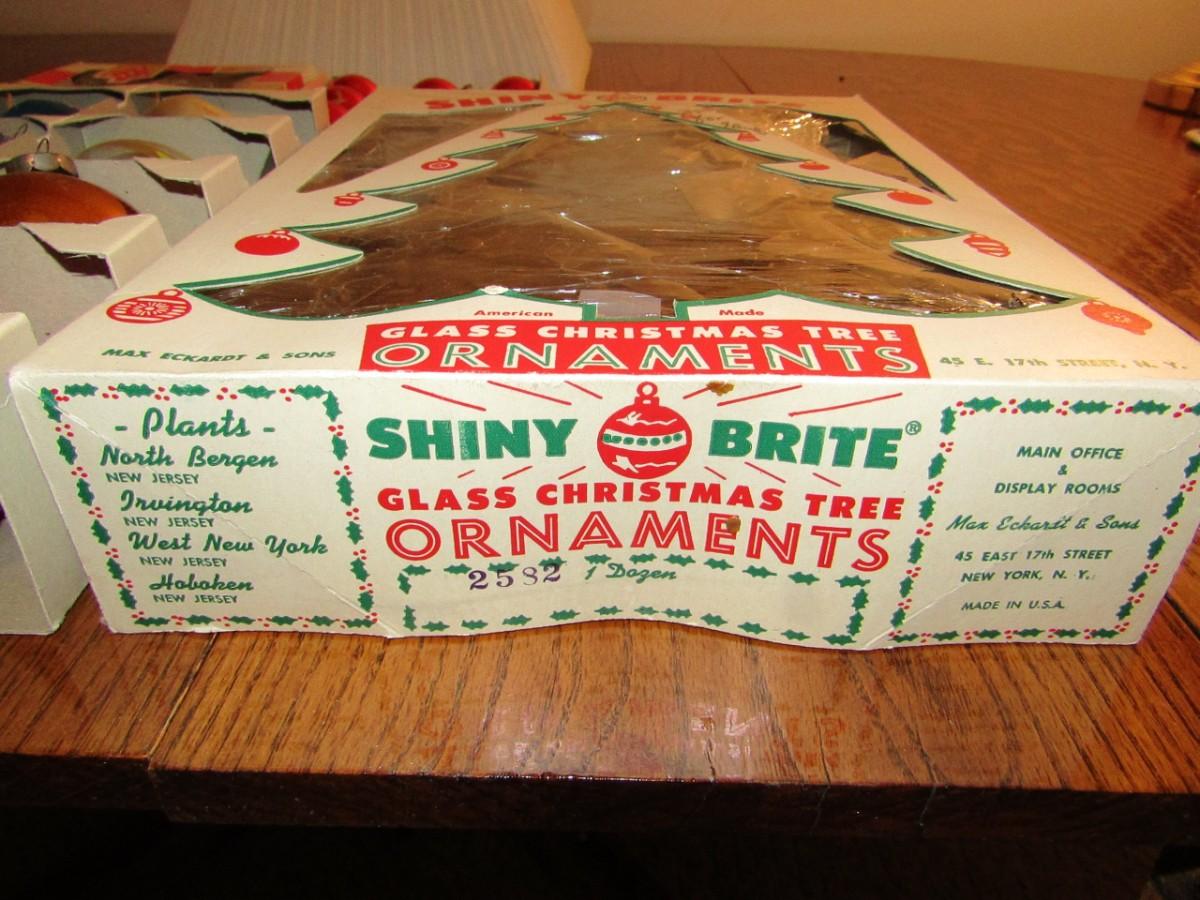 SHINY BRITE
American Made
GLASS CHRISTMAS TREE
ORNAMENTS
MAX ECKARDT & SONS
45 E. 17th STREET, N. Y.
- Plants -
North Bergen
NEW JERSEY
Irvington
NEW JERSEY
West New York
NEW JERSEY
Hoboken
NEW JERSEY
SHINY BRITE®
GLASS CHRISTMAS TREE
ORNAMENTS
2582 1 Dozen
MAIN OFFICE
&
DISPLAY ROOMS
Max Eckardt & Sons
45 EAST 17th STREET
NEW YORK, N. Y.
MADE IN U.S.A.